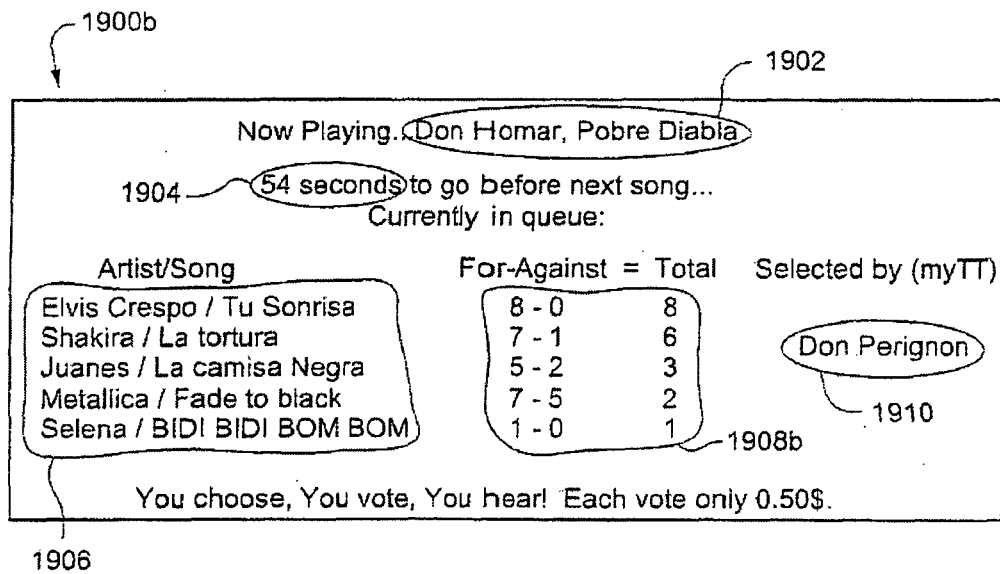 1900b
1902
Now Playing...Don Homar, Pobre Diabla
1904
54 seconds to go before next song...
Currently in queue:
Artist/Song For-Against = Total Selected by (myTT)
Elvis Crespo / Tu Sonrisa 8 - 0 8
Shakira / La tortura 7 - 1 6
Don Perignon
Juanes / La camisa Negra 5 - 2 3
Metallica / Fade to black 7 - 5 2
1910
Selena / BIDI BIDI BOM BOM 1 - 0 1
1908b
You choose, You vote, You hear! Each vote only 0.50$.
1906